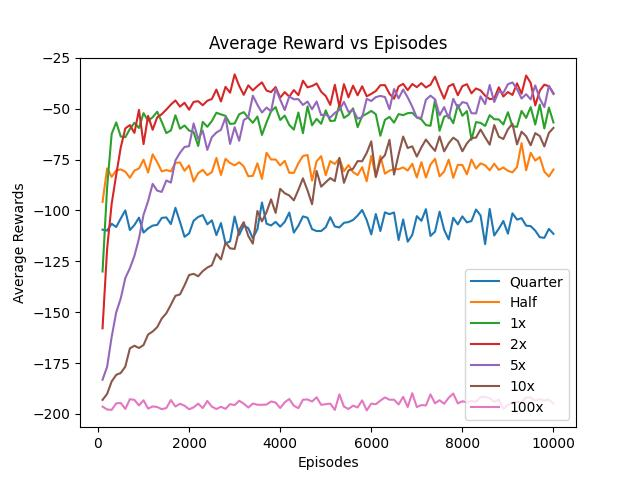 Average Reward vs Episodes
Average Rewards
−25
−50
−75
−100
−125
−150
−175
−200
0
2000
4000
6000
8000
10000
Episodes
Quarter
Half
1x
2x
5x
10x
100x